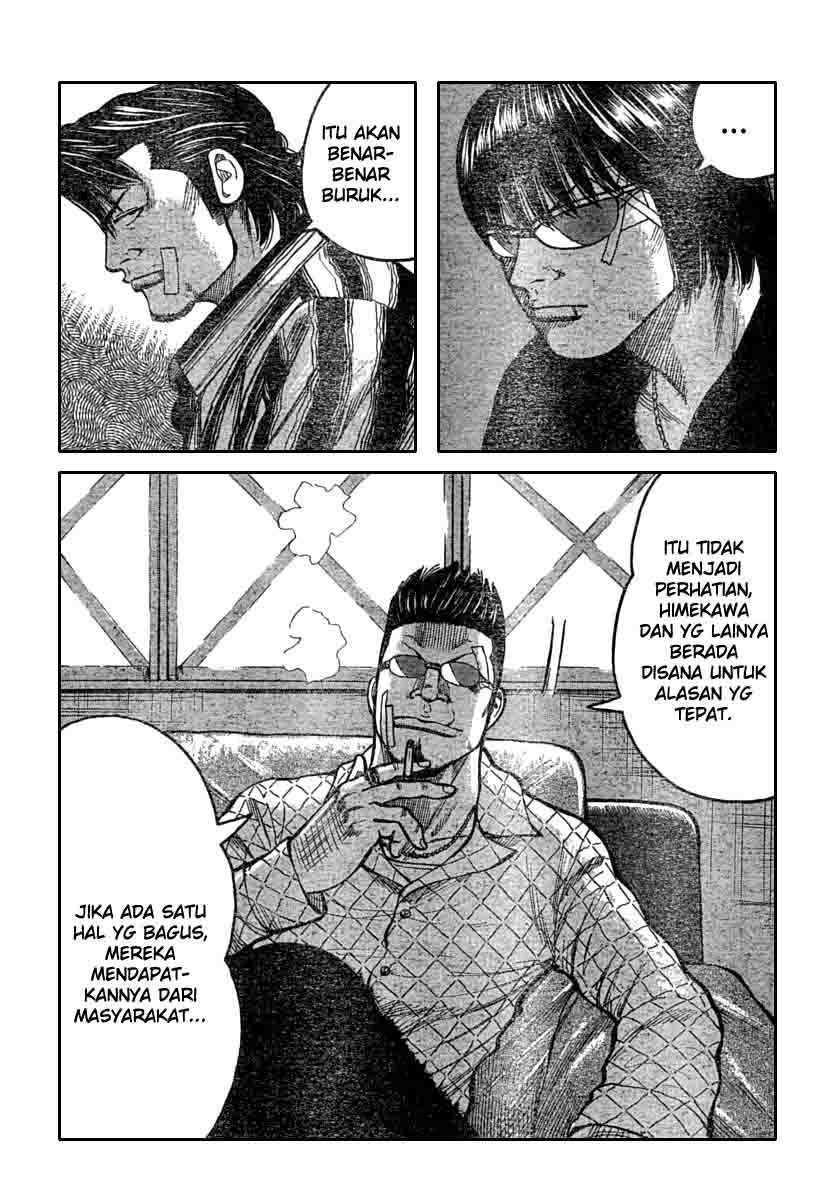 ...
ITU AKAN
BENAR-
BENAR
BURUK...
ITU TIDAK
MENJADI
PERHATIAN,
HIMEKAWA
DAN YG LAINYA
BERADA
DISANA UNTUK
ALASAN YG
TEPAT.
JIKA ADA SATU
HAL YG BAGUS,
MEREKA
MENDAPAT-
KANNYA DARI
MASYARAKAT...